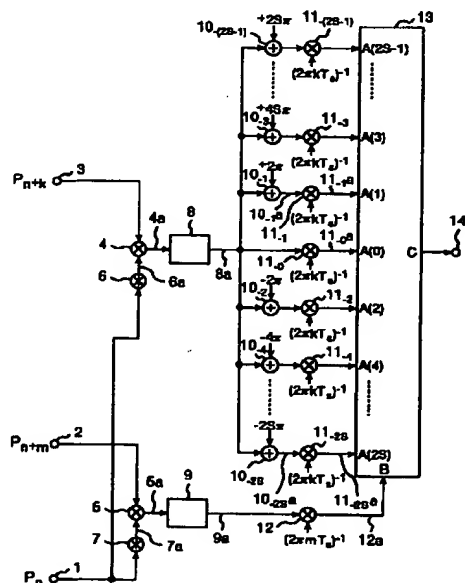 +2Sπ 11-(2S-1) 13
10-(2S-1) A(2S-1)
(2πkTs)-1
+4Sπ 11-3
10-3 A(3)
(2πkTs)-1
Pn+k 3 +2π 11-1a
10-1 A(1)
10-1a (2πkTs)-1
4 4a 8 11-1 11-0a
8a 11-0 A(0) C 14
6 6a -2π (2πkTs)-1
10-2 11-2 A(2)
-4π (2πkTs)-1
10-4 11-4 A(4)
(2πkTs)-1
Pn+m 2 -2Sπ 11-2S
A(2S)
10-2S B
5 5a 9 10-2Sa (2πkTs)-1 11-2Sa
7 7a 9a 12 12a
(2πmTs)-1
Pn 1